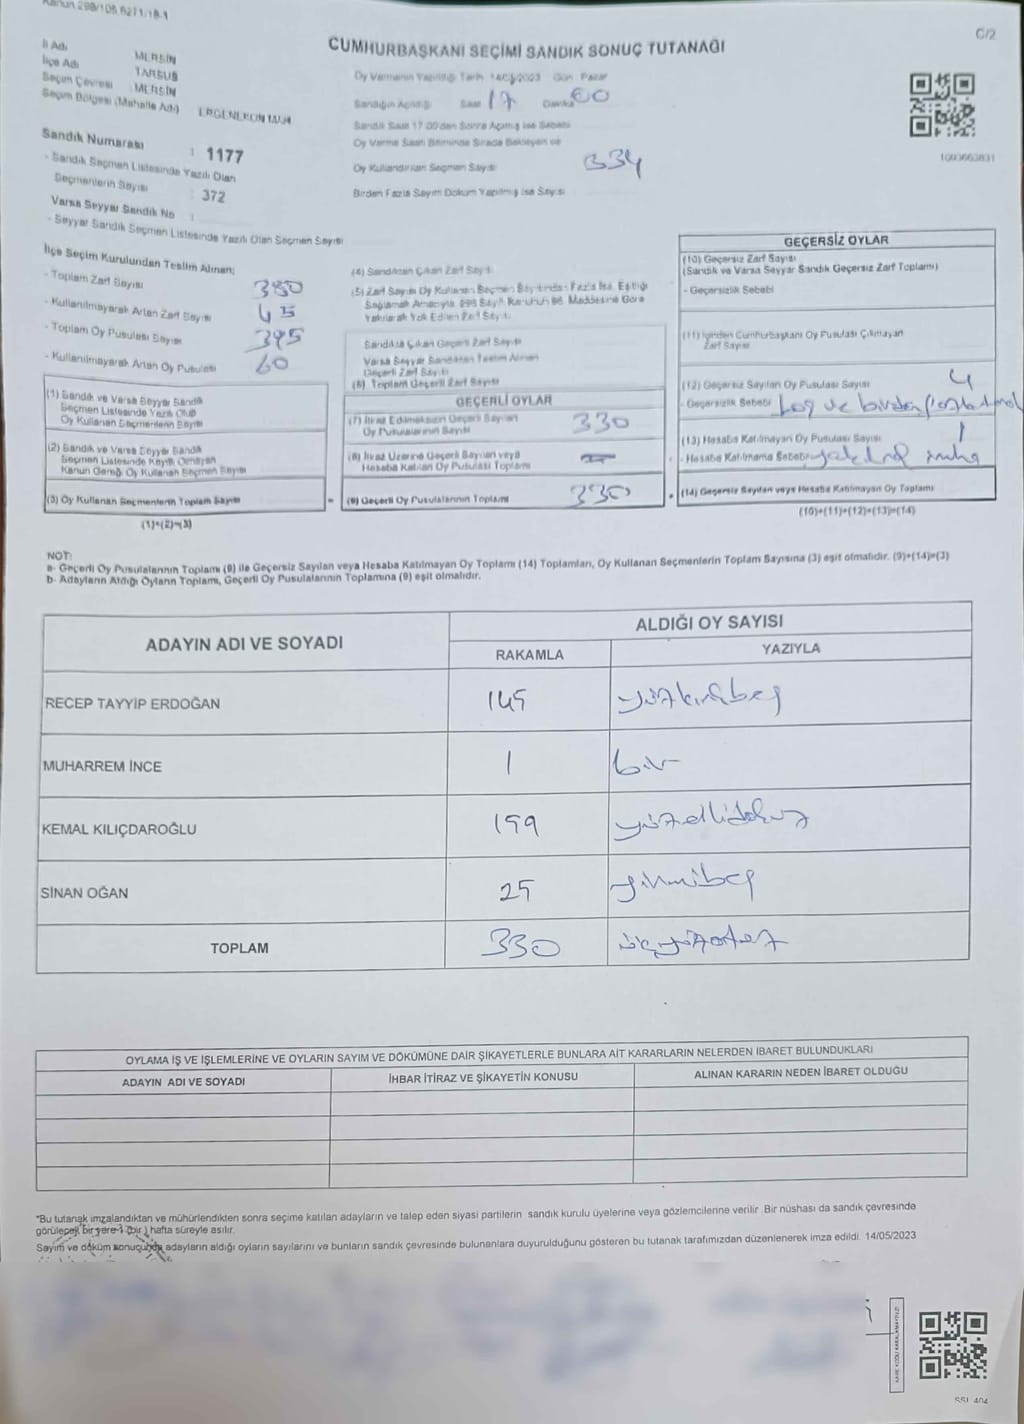 Kanun 298/105,6271/18-1
C/2
CUMHURBAŞKANI SEÇİMİ SANDIK SONUÇ TUTANAĞI
İl Adı MERSİN
İlçe Adı TARSUS
Seçim Çevresi MERSİN
Seçim Bölgesi (Mahalle Adı) ERGENEKON MAH
Sandık Numarası : 1177
- Sandık Seçmen Listesinde Yazılı Olan
Seçmenlerin Sayısı : 372
Varsa Seyyar Sandık No :
- Seyyar Sandık Seçmen Listesinde Yazılı Olan Seçmen Sayısı
Oy Vermenin Yapıldığı Tarih 14/05/2023 Gün Pazar
Sandığın Açıldığı Saat 17 Dakika 00
Sandık Saat 17.00'den Sonra Açılmış İse Sebebi
Oy Verme Saati Bitiminde Sırada Bekleyen ve
Oy Kullandırılan Seçmen Sayısı 334
Birden Fazla Sayım Döküm Yapılmış İse Sayısı
1003663831
İlçe Seçim Kurulundan Teslim Alınan;
- Toplam Zarf Sayısı 380
- Kullanılmayarak Artan Zarf Sayısı 45
- Toplam Oy Pusulası Sayısı 395
- Kullanılmayarak Artan Oy Pusulası 60
(1) Sandık ve Varsa Seyyar Sandık
Seçmen Listesinde Yazılı Olup
Oy Kullanan Seçmenlerin Sayısı
(2) Sandık ve Varsa Seyyar Sandık
Seçmen Listesinde Kaydı Olmayan
Kanun Gereği Oy Kullanan Seçmen Sayısı
(3) Oy Kullanan Seçmenlerin Toplam Sayısı
(1)+(2)=(3)
(4) Sandıktan Çıkan Zarf Sayısı
(5) Zarf Sayısı Oy Kullanan Seçmen Sayısından Fazla İse, Eşitliği
Sağlamak Amacıyla 298 Sayılı Kanunun 98. Maddesine Göre
Yakılarak Yok Edilen Zarf Sayısı
Sandıkta Çıkan Geçerli Zarf Sayısı
Varsa Seyyar Sandıktan Teslim Alınan
Geçerli Zarf Sayısı
(6) Toplam Geçerli Zarf Sayısı
GEÇERLİ OYLAR
(7) İtiraz Edilmeksizin Geçerli Sayılan
Oy Pusulalarının Sayısı 330
(8) İtiraz Üzerine Geçerli Sayılan veya
Hesaba Katılan Oy Pusulası Toplamı —
= (9) Geçerli Oy Pusulalarının Toplamı 330
GEÇERSİZ OYLAR
(10) Geçersiz Zarf Sayısı
(Sandık ve Varsa Seyyar Sandık Geçersiz Zarf Toplamı)
- Geçersizlik Sebebi
(11) İçinden Cumhurbaşkanı Oy Pusulası Çıkmayan
Zarf Sayısı
(12) Geçersiz Sayılan Oy Pusulası Sayısı 4
- Geçersizlik Sebebi Boş ve birden fazla
(13) Hesaba Katılmayan Oy Pusulası Sayısı 1
- Hesaba Katılmama Sebebi
+ (14) Geçersiz Sayılan veya Hesaba Katılmayan Oy Toplamı
(10)+(11)+(12)+(13)=(14)
NOT:
a- Geçerli Oy Pusulalarının Toplamı (9) ile Geçersiz Sayılan veya Hesaba Katılmayan Oy Toplamı (14) Toplamları, Oy Kullanan Seçmenlerin Toplam Sayısına (3) eşit olmalıdır. (9)+(14)=(3)
b- Adayların Aldığı Oyların Toplamı, Geçerli Oy Pusulalarının Toplamına (9) eşit olmalıdır.
ADAYIN ADI VE SOYADI
ALDIĞI OY SAYISI
RAKAMLA YAZIYLA
RECEP TAYYİP ERDOĞAN 145 yüzkırkbeş
MUHARREM İNCE 1 bir
KEMAL KILIÇDAROĞLU 159 yüzellidokuz
SİNAN OĞAN 25 yirmibeş
TOPLAM 330 üçyüzotuz
OYLAMA İŞ VE İŞLEMLERİNE VE OYLARIN SAYIM VE DÖKÜMÜNE DAİR ŞİKAYETLERLE BUNLARA AİT KARARLARIN NELERDEN İBARET BULUNDUKLARI
ADAYIN ADI VE SOYADI İHBAR İTİRAZ VE ŞİKAYETİN KONUSU ALINAN KARARIN NEDEN İBARET OLDUĞU
*Bu tutanak imzalandıktan ve mühürlendikten sonra seçime katılan adayların ve talep eden siyasi partilerin sandık kurulu üyelerine veya gözlemcilerine verilir. Bir nüshası da sandık çevresinde
görülecek bir yere 1 (bir) hafta süreyle asılır.
Sayım ve döküm sonucunda adayların aldığı oyların sayılarını ve bunların sandık çevresinde bulunanlara duyurulduğunu gösteren bu tutanak tarafımızdan düzenlenerek imza edildi. 14/05/2023